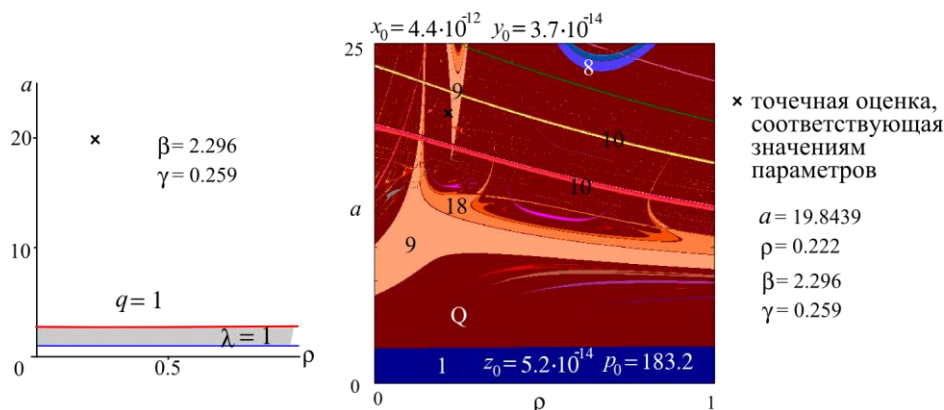 a
20
10
0
β = 2.296
γ = 0.259
q = 1
λ = 1
0.5
ρ
x₀ = 4.4·10⁻¹² y₀ = 3.7·10⁻¹⁴
25
a
0
8
9
10
10
18
9
Q
1
z₀ = 5.2·10⁻¹⁴ p₀ = 183.2
0
ρ
1
× точечная оценка,
соответствующая
значениям
параметров
a = 19.8439
ρ = 0.222
β = 2.296
γ = 0.259